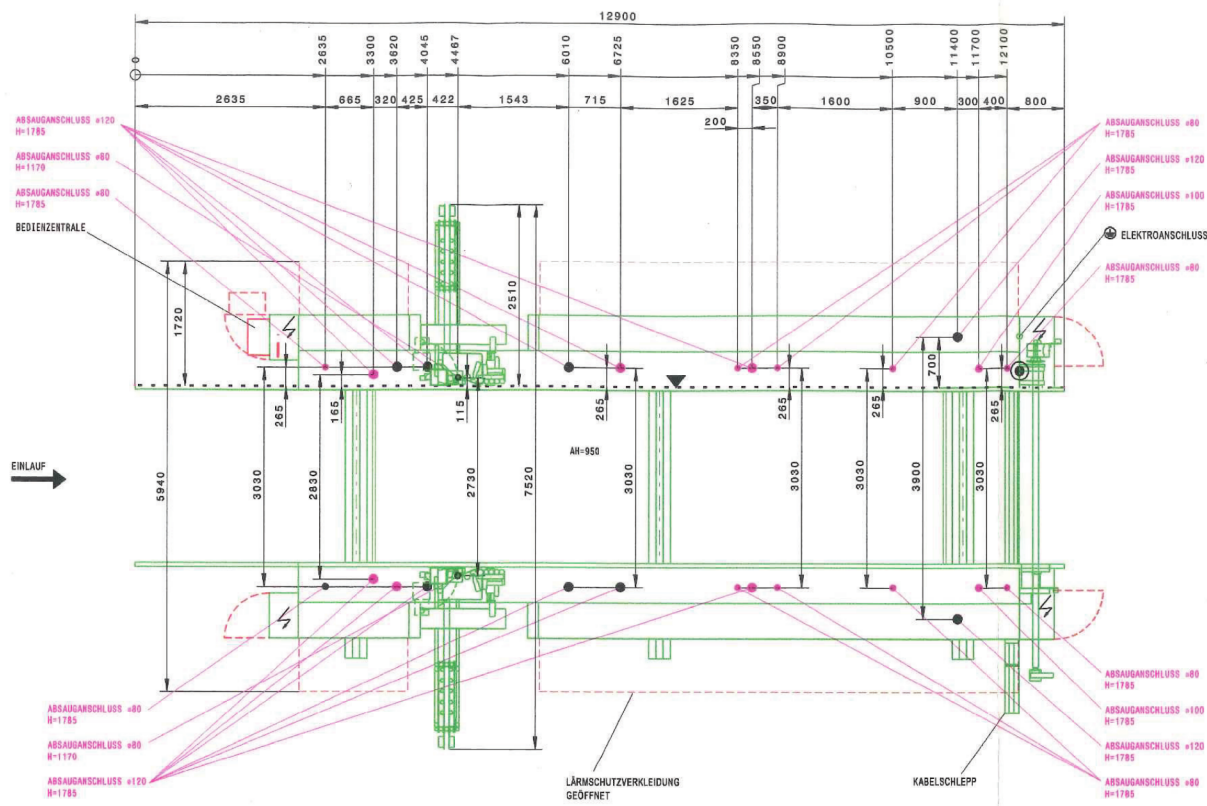 12900
0
2635
3300
3620
4045
4467
6010
6725
8350
8550
8900
10500
11400
11700
12100
2635
665
320
425
422
1543
715
1625
200
350
1600
900
300
400
800
ABSAUGANSCHLUSS ø120
H=1785
ABSAUGANSCHLUSS ø80
H=1170
ABSAUGANSCHLUSS ø80
H=1785
BEDIENZENTRALE
ABSAUGANSCHLUSS ø80
H=1785
ABSAUGANSCHLUSS ø120
H=1785
ABSAUGANSCHLUSS ø100
H=1785
ELEKTROANSCHLUSS
ABSAUGANSCHLUSS ø80
H=1785
1720
2510
700
265
165
115
265
265
265
265
AH=950
EINLAUF
5940
3030
2830
2730
7520
3030
3030
3030
3900
3030
ABSAUGANSCHLUSS ø80
H=1785
ABSAUGANSCHLUSS ø80
H=1170
ABSAUGANSCHLUSS ø120
H=1785
LÄRMSCHUTZVERKLEIDUNG
GEÖFFNET
KABELSCHLEPP
ABSAUGANSCHLUSS ø80
H=1785
ABSAUGANSCHLUSS ø100
H=1785
ABSAUGANSCHLUSS ø120
H=1785
ABSAUGANSCHLUSS ø80
H=1785